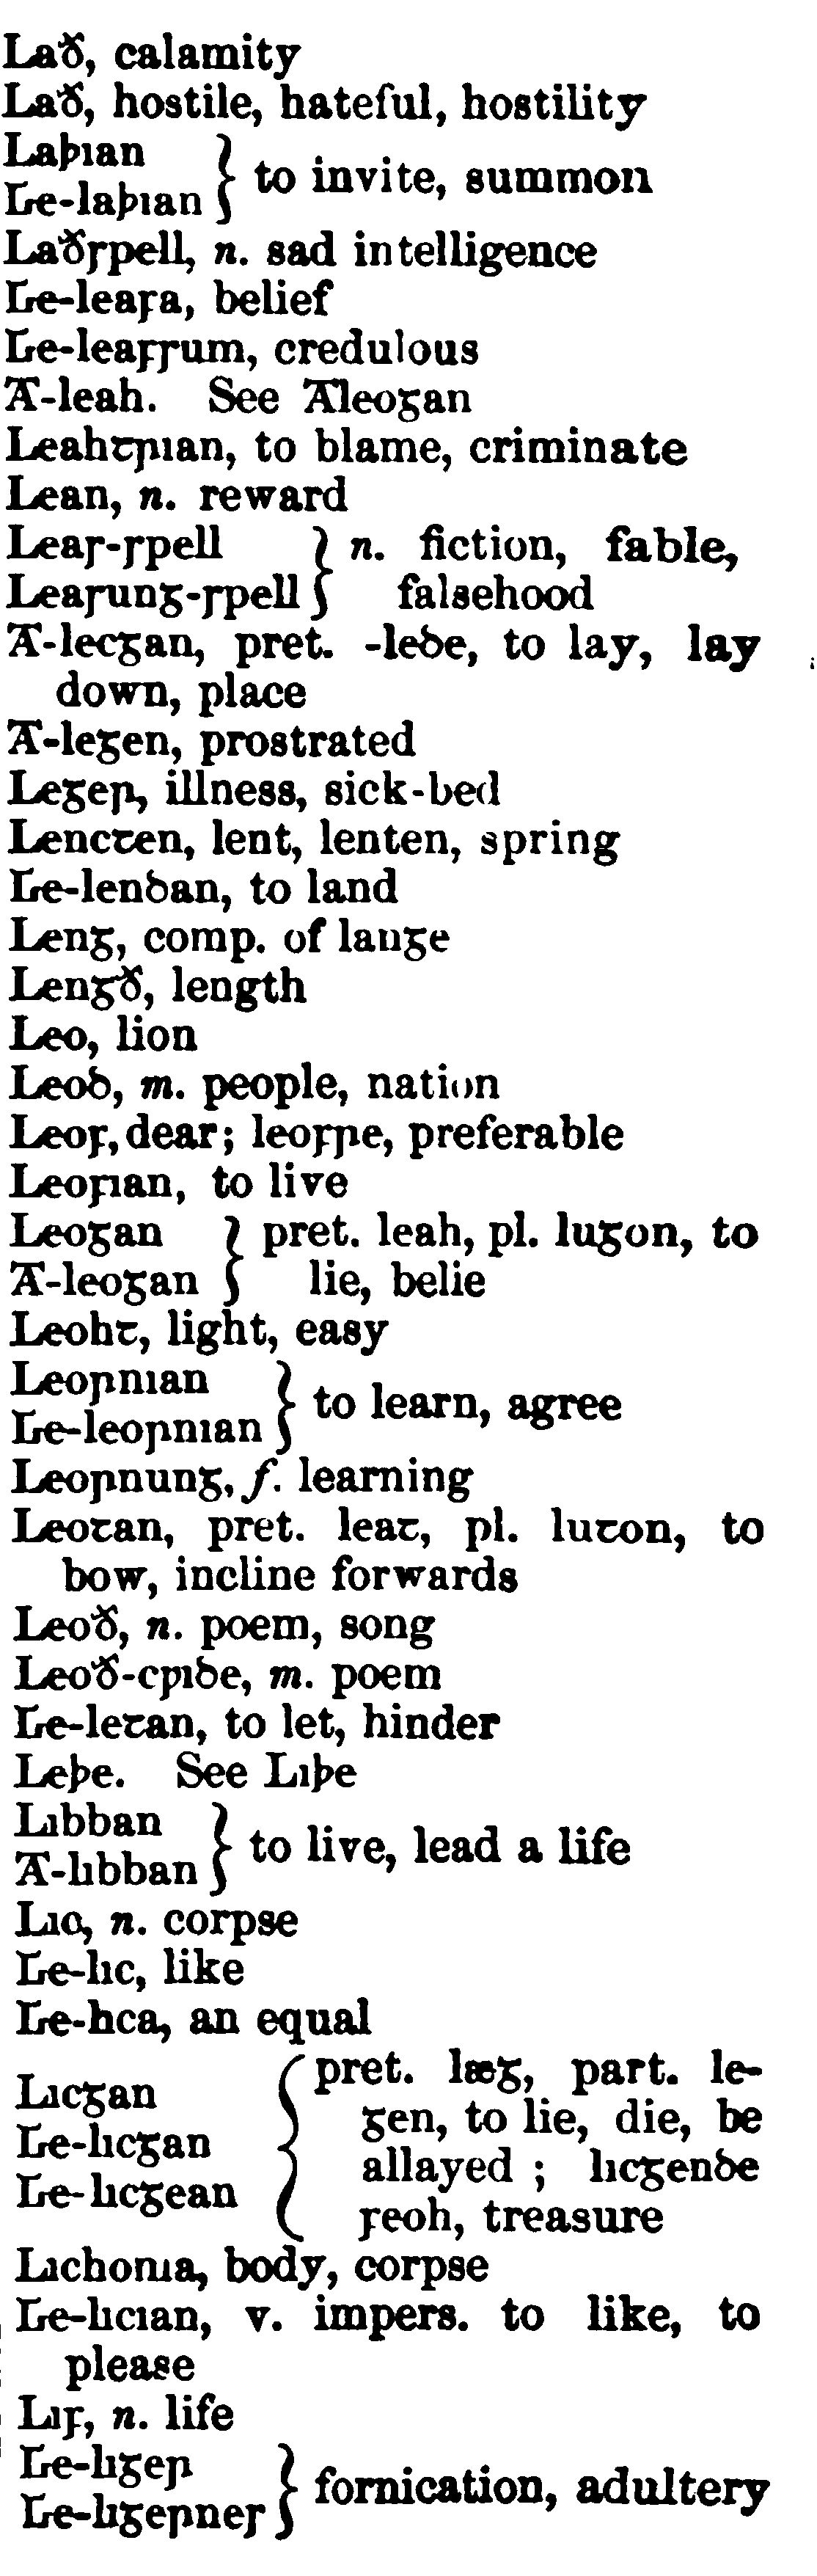 Lað, calamity
Lað, hostile, hateful, hostility
Laþian
Ge-laþian } to invite, summon
Laðspell, n. sad intelligence
Ge-leafa, belief
Ge-leafsum, credulous
A-leah. See Aleogan
Leahtrian, to blame, criminate
Lean, n. reward
Leas-spell } n. fiction, fable,
Leasung-spell } falsehood
A-lecgan, pret. -lede, to lay, lay
down, place
A-legen, prostrated
Leger, illness, sick-bed
Lencten, lent, lenten, spring
Ge-lendan, to land
Leng, comp. of lange
Lengð, length
Leo, lion
Leod, m. people, nation
Leof, dear; leofre, preferable
Leofian, to live
Leogan } pret. leah, pl. lugon, to
A-leogan } lie, belie
Leoht, light, easy
Leornian
Ge-leornian } to learn, agree
Leornung, f. learning
Leotan, pret. leat, pl. luton, to
bow, incline forwards
Leoð, n. poem, song
Leoð-cride, m. poem
Ge-letan, to let, hinder
Leþe. See Liþe
Libban
A-libban } to live, lead a life
Lic, n. corpse
Ge-lic, like
Ge-lica, an equal
Licgan
Ge-licgan
Ge-licgean
{ pret. læg, part. le-
gen, to lie, die, be
allayed ; licgende
feoh, treasure
Lichoma, body, corpse
Ge-lician, v. impers. to like, to
please
Lif, n. life
Ge-liger
Ge-ligernes } fornication, adultery